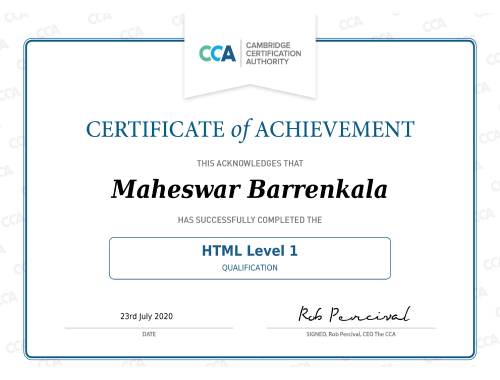 CCA
CAMBRIDGE
CERTIFICATION
AUTHORITY
CERTIFICATE of ACHIEVEMENT
THIS ACKNOWLEDGES THAT
Maheswar Barrenkala
HAS SUCCESSFULLY COMPLETED THE
HTML Level 1
QUALIFICATION
23rd July 2020
Rob Percival
DATE
SIGNED, Rob Percival, CEO The CCA